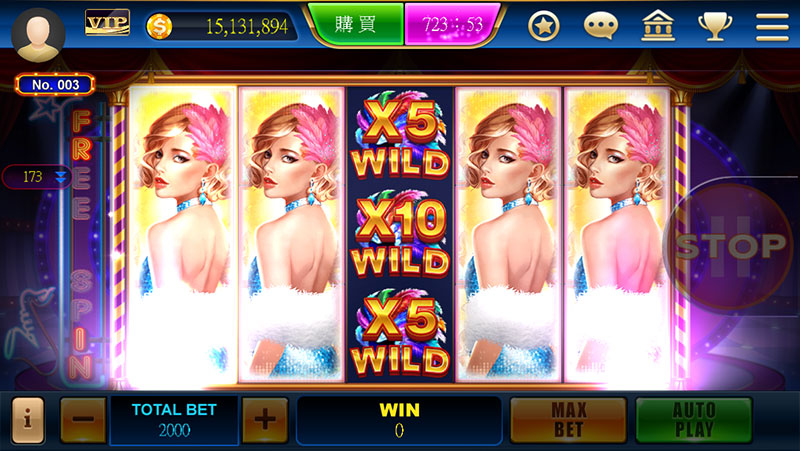 VIP
$
15,131,894
購買
723:53
No. 003
FREE SPIN
173
X5
WILD
X10
WILD
X5
WILD
STOP
i
TOTAL BET
2000
WIN
0
MAX
BET
AUTO
PLAY